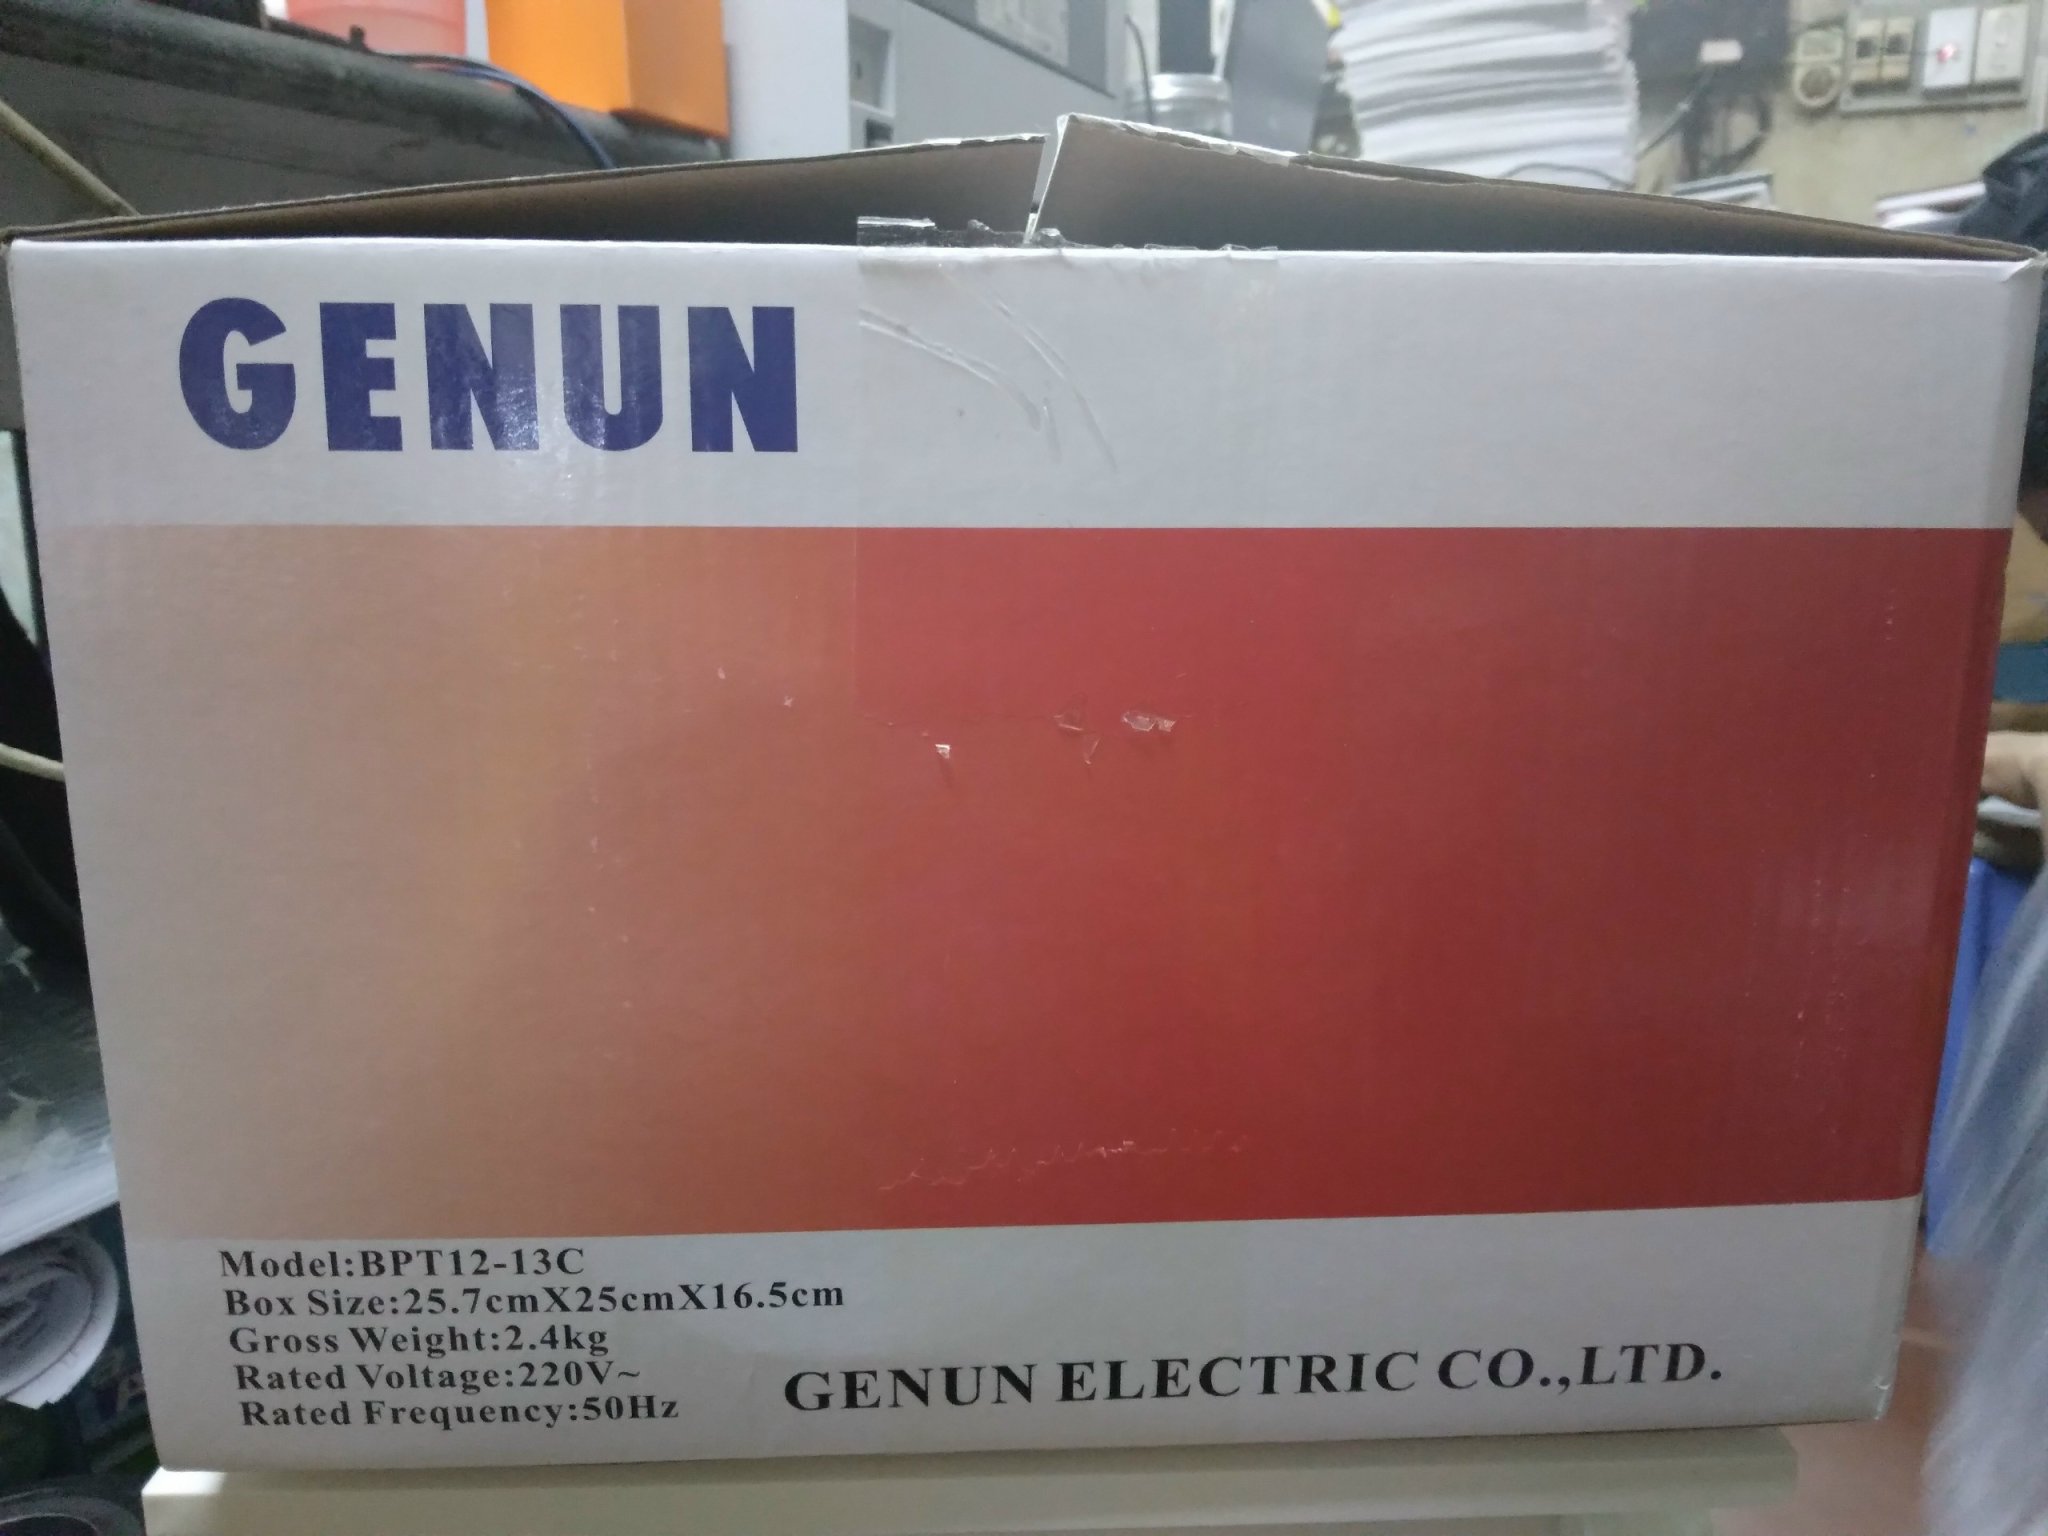 GENUN
Model:BPT12-13C
Box Size:25.7cmX25cmX16.5cm
Gross Weight:2.4kg
Rated Voltage:220V~
Rated Frequency:50Hz
GENUN ELECTRIC CO.,LTD.